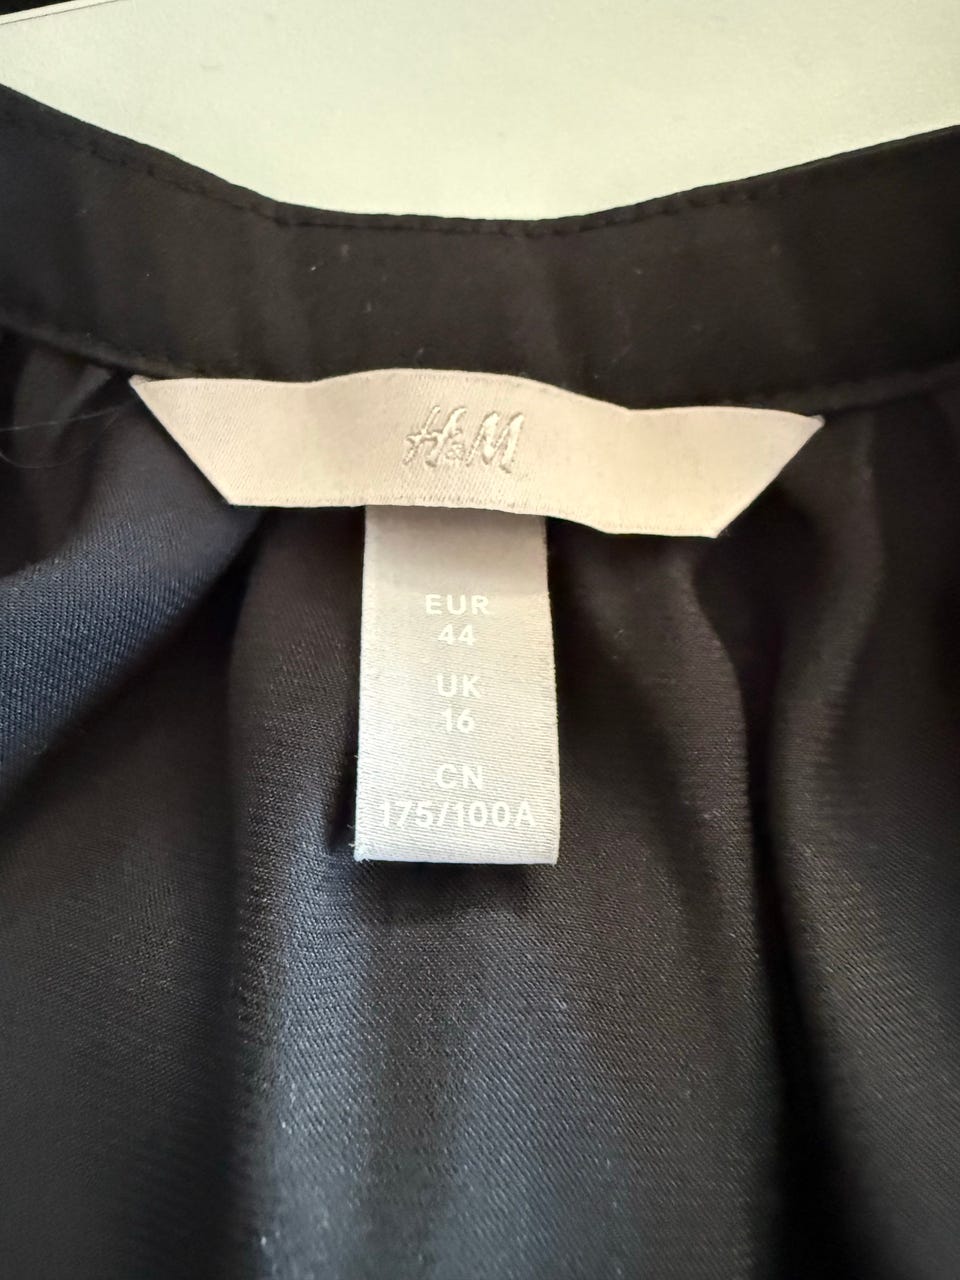 H&M
EUR
44
UK
16
CN
175/100A